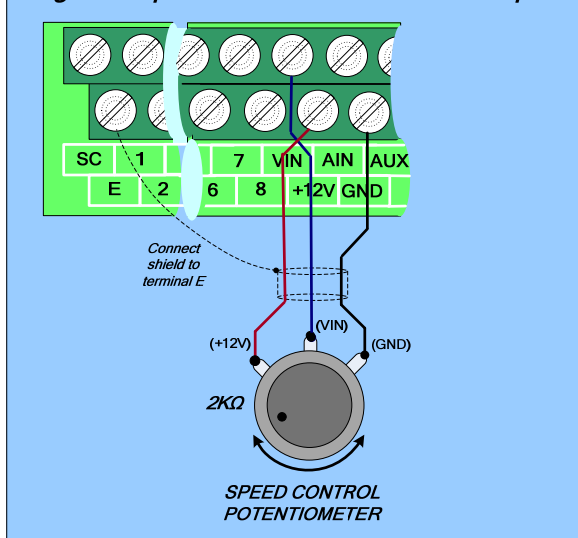 SC 1 7 VIN AIN AUX
E 2 6 8 +12V GND
Connect
shield to
terminal E
(VIN)
(+12V)
(GND)
2KΩ
SPEED CONTROL
POTENTIOMETER